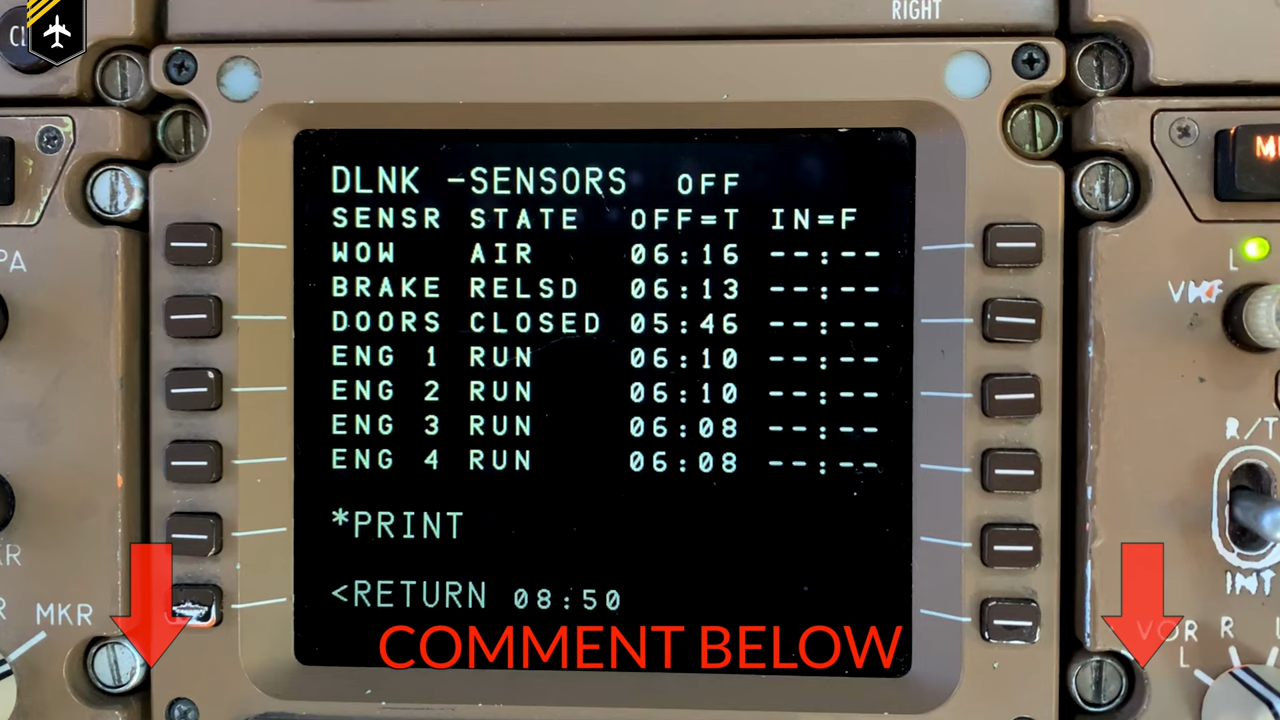 RIGHT
DLNK -SENSORS OFF
SENSR STATE OFF=T IN=F
WOW AIR 06:16 --:--
BRAKE RELSD 06:13 --:--
DOORS CLOSED 05:46 --:--
ENG 1 RUN 06:10 --:--
ENG 2 RUN 06:10 --:--
ENG 3 RUN 06:08 --:--
ENG 4 RUN 06:08 --:--
*PRINT
<RETURN 08:50
COMMENT BELOW
MKR
L
VHF
R/T
INT
VOR R
L